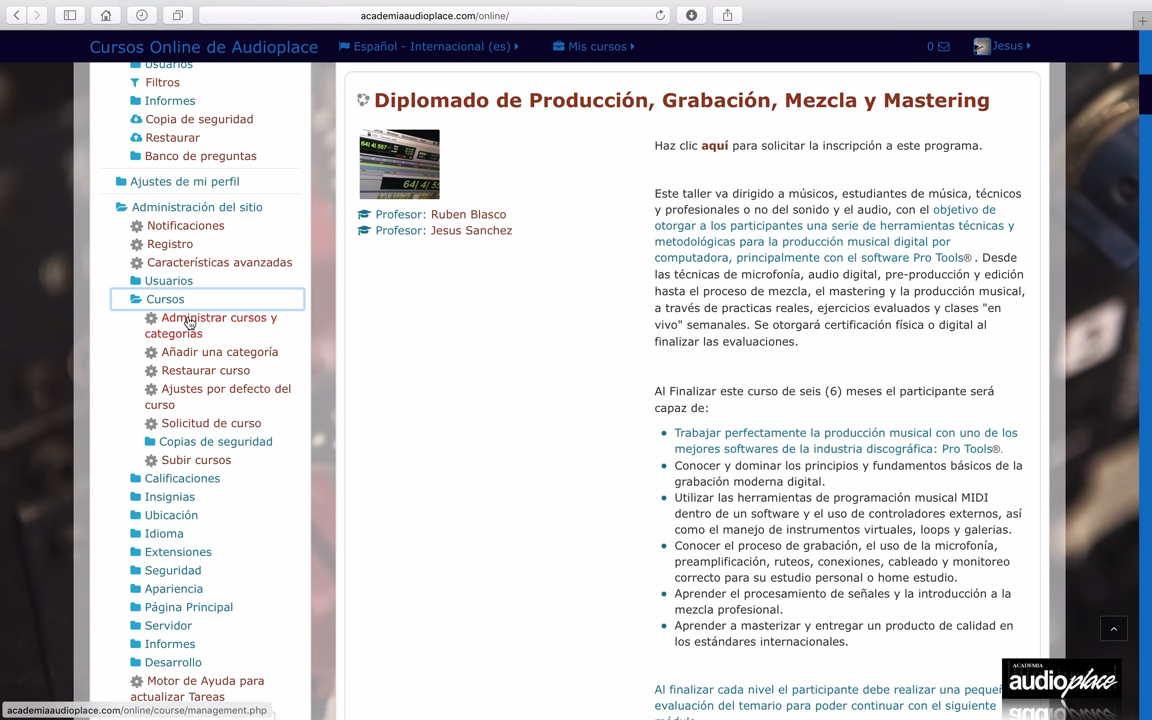 academiaaudioplace.com/online/
Cursos Online de Audioplace
Español - Internacional (es)
Mis cursos
0
Jesus
Usuarios
Filtros
Informes
Copia de seguridad
Restaurar
Banco de preguntas
Ajustes de mi perfil
Administración del sitio
Notificaciones
Registro
Características avanzadas
Usuarios
Cursos
Administrar cursos y
categorías
Añadir una categoría
Restaurar curso
Ajustes por defecto del
curso
Solicitud de curso
Copias de seguridad
Subir cursos
Calificaciones
Insignias
Ubicación
Idioma
Extensiones
Seguridad
Apariencia
Página Principal
Servidor
Informes
Desarrollo
Motor de Ayuda para
actualizar Tareas
academiaaudioplace.com/online/course/management.php
Diplomado de Producción, Grabación, Mezcla y Mastering
Profesor: Ruben Blasco
Profesor: Jesus Sanchez
Haz clic aquí para solicitar la inscripción a este programa.
Este taller va dirigido a músicos, estudiantes de música, técnicos
y profesionales o no del sonido y el audio, con el objetivo de
otorgar a los participantes una serie de herramientas técnicas y
metodológicas para la producción musical digital por
computadora, principalmente con el software Pro Tools® . Desde
las técnicas de microfonía, audio digital, pre-producción y edición
hasta el proceso de mezcla, el mastering y la producción musical,
a través de practicas reales, ejercicios evaluados y clases "en
vivo" semanales. Se otorgará certificación física o digital al
finalizar las evaluaciones.
Al Finalizar este curso de seis (6) meses el participante será
capaz de:
Trabajar perfectamente la producción musical con uno de los
mejores softwares de la industria discográfica: Pro Tools®.
Conocer y dominar los principios y fundamentos básicos de la
grabación moderna digital.
Utilizar las herramientas de programación musical MIDI
dentro de un software y el uso de controladores externos, así
como el manejo de instrumentos virtuales, loops y galerias.
Conocer el proceso de grabación, el uso de la microfonía,
preamplificación, ruteos, conexiones, cableado y monitoreo
correcto para su estudio personal o home estudio.
Aprender el procesamiento de señales y la introducción a la
mezcla profesional.
Aprender a masterizar y entregar un producto de calidad en
los estándares internacionales.
Al finalizar cada nivel el participante debe realizar una
evaluación del temario para poder continuar con el siguiente
ACADEMIA
audioplace